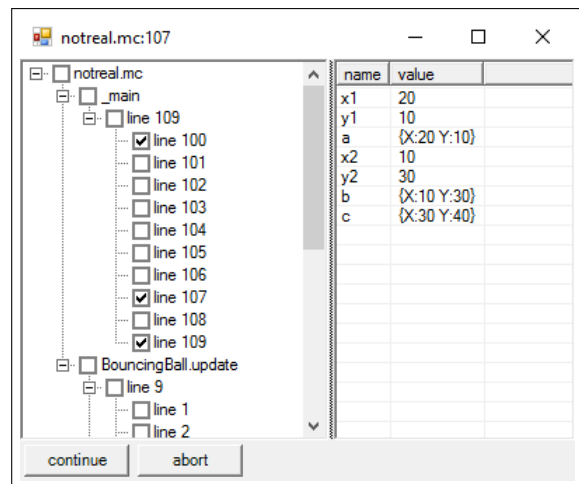 notreal.mc:107
notreal.mc
_main
line 109
line 100
line 101
line 102
line 103
line 104
line 105
line 106
line 107
line 108
line 109
BouncingBall.update
line 9
line 1
line 2
name value
x1 20
y1 10
a {X:20 Y:10}
x2 10
y2 30
b {X:10 Y:30}
c {X:30 Y:40}
continue abort